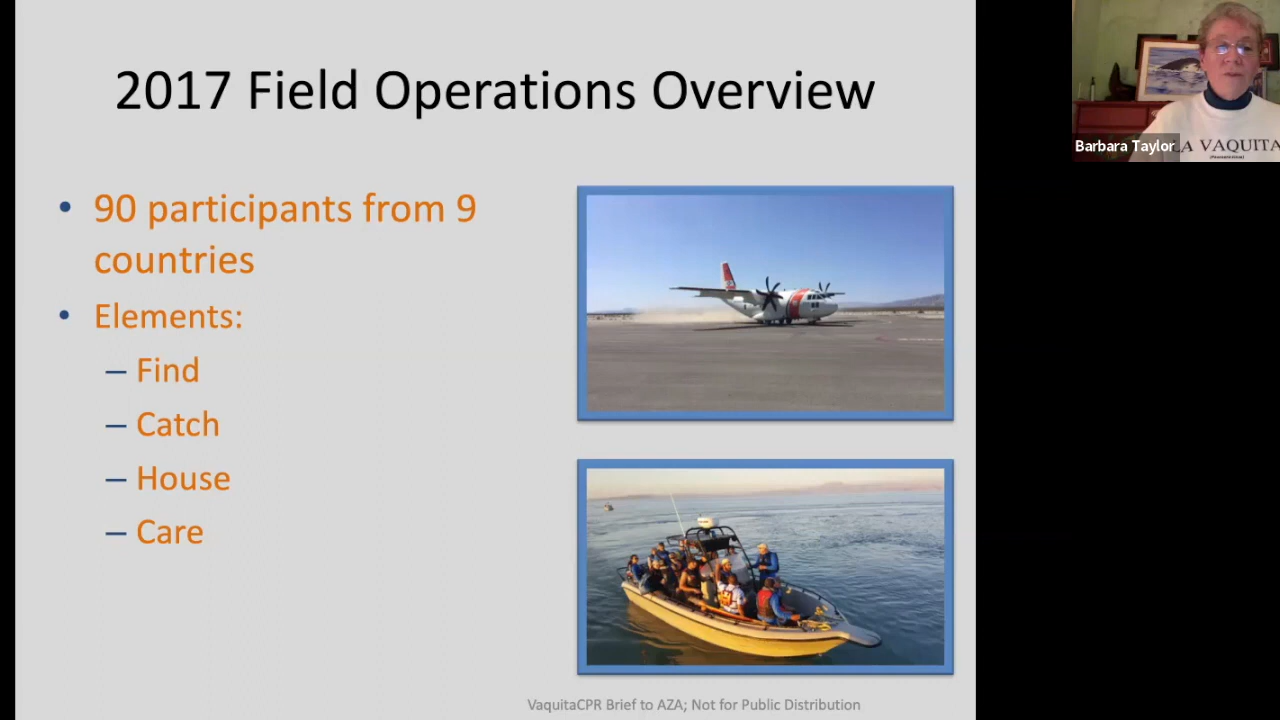 2017 Field Operations Overview
• 90 participants from 9
countries
• Elements:
– Find
– Catch
– House
– Care
VaquitaCPR Brief to AZA; Not for Public Distribution
Barbara Taylor
LA VAQUITA